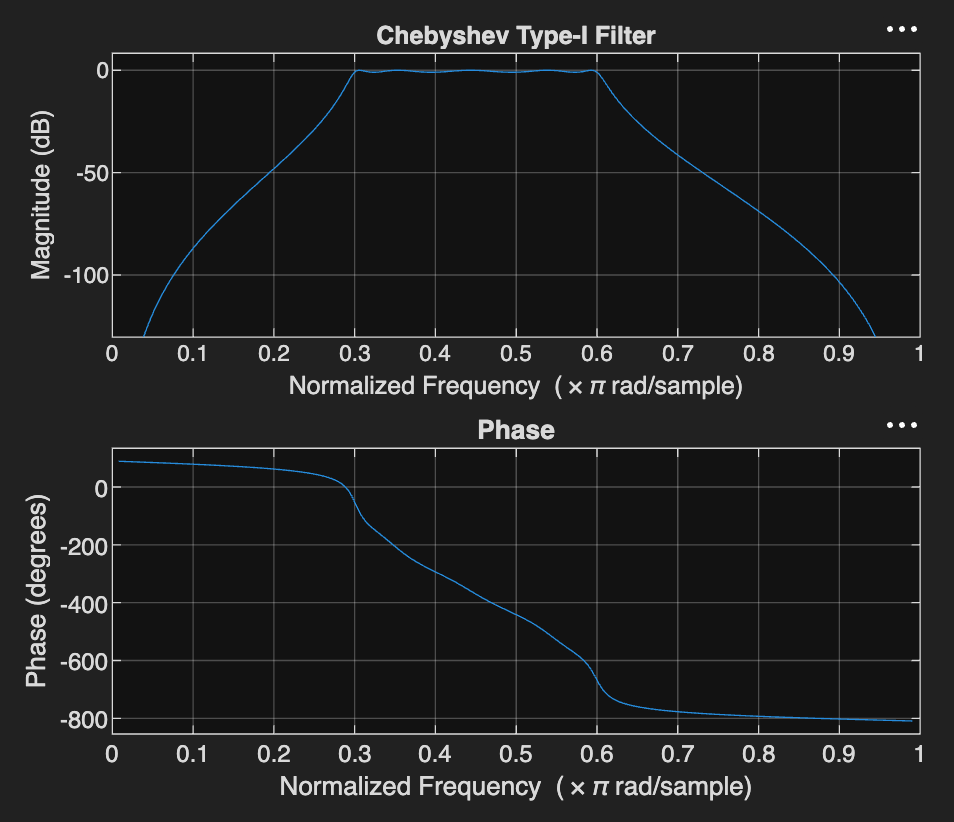 Chebyshev Type-I Filter
0
-50
-100
Magnitude (dB)
0 0.1 0.2 0.3 0.4 0.5 0.6 0.7 0.8 0.9 1
Normalized Frequency (×π rad/sample)
Phase
0
-200
-400
-600
-800
Phase (degrees)
0 0.1 0.2 0.3 0.4 0.5 0.6 0.7 0.8 0.9 1
Normalized Frequency (×π rad/sample)